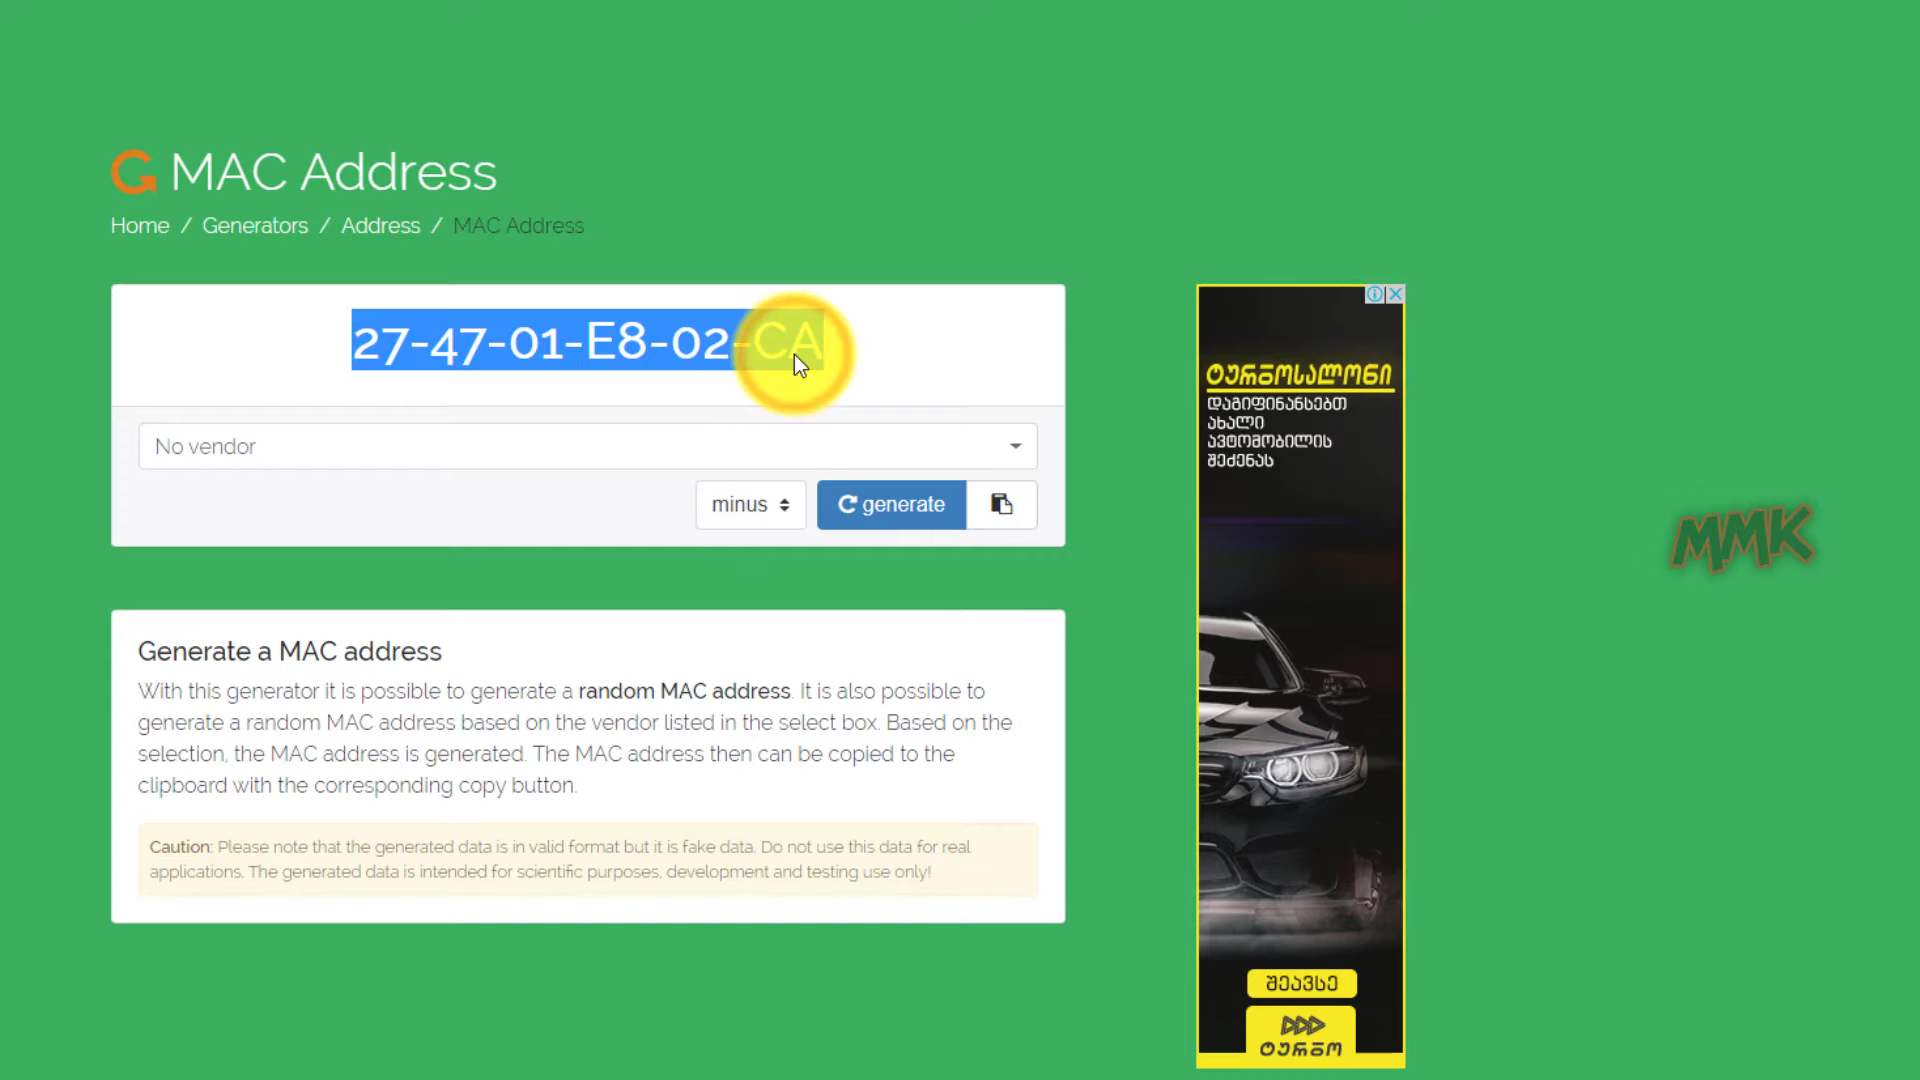 MAC Address
Home / Generators / Address / MAC Address
27-47-01-E8-02-CA
No vendor
minus
generate
Generate a MAC address
With this generator it is possible to generate a random MAC address. It is also possible to
generate a random MAC address based on the vendor listed in the select box. Based on the
selection, the MAC address is generated. The MAC address then can be copied to the
clipboard with the corresponding copy button.
Caution: Please note that the generated data is in valid format but it is fake data. Do not use this data for real
applications. The generated data is intended for scientific purposes, development and testing use only!
ტურბოსალონი
დაგიფინანსებთ
ახალი
ავტომობილის
შეძენას
შეავსე
ტურბო
MMK